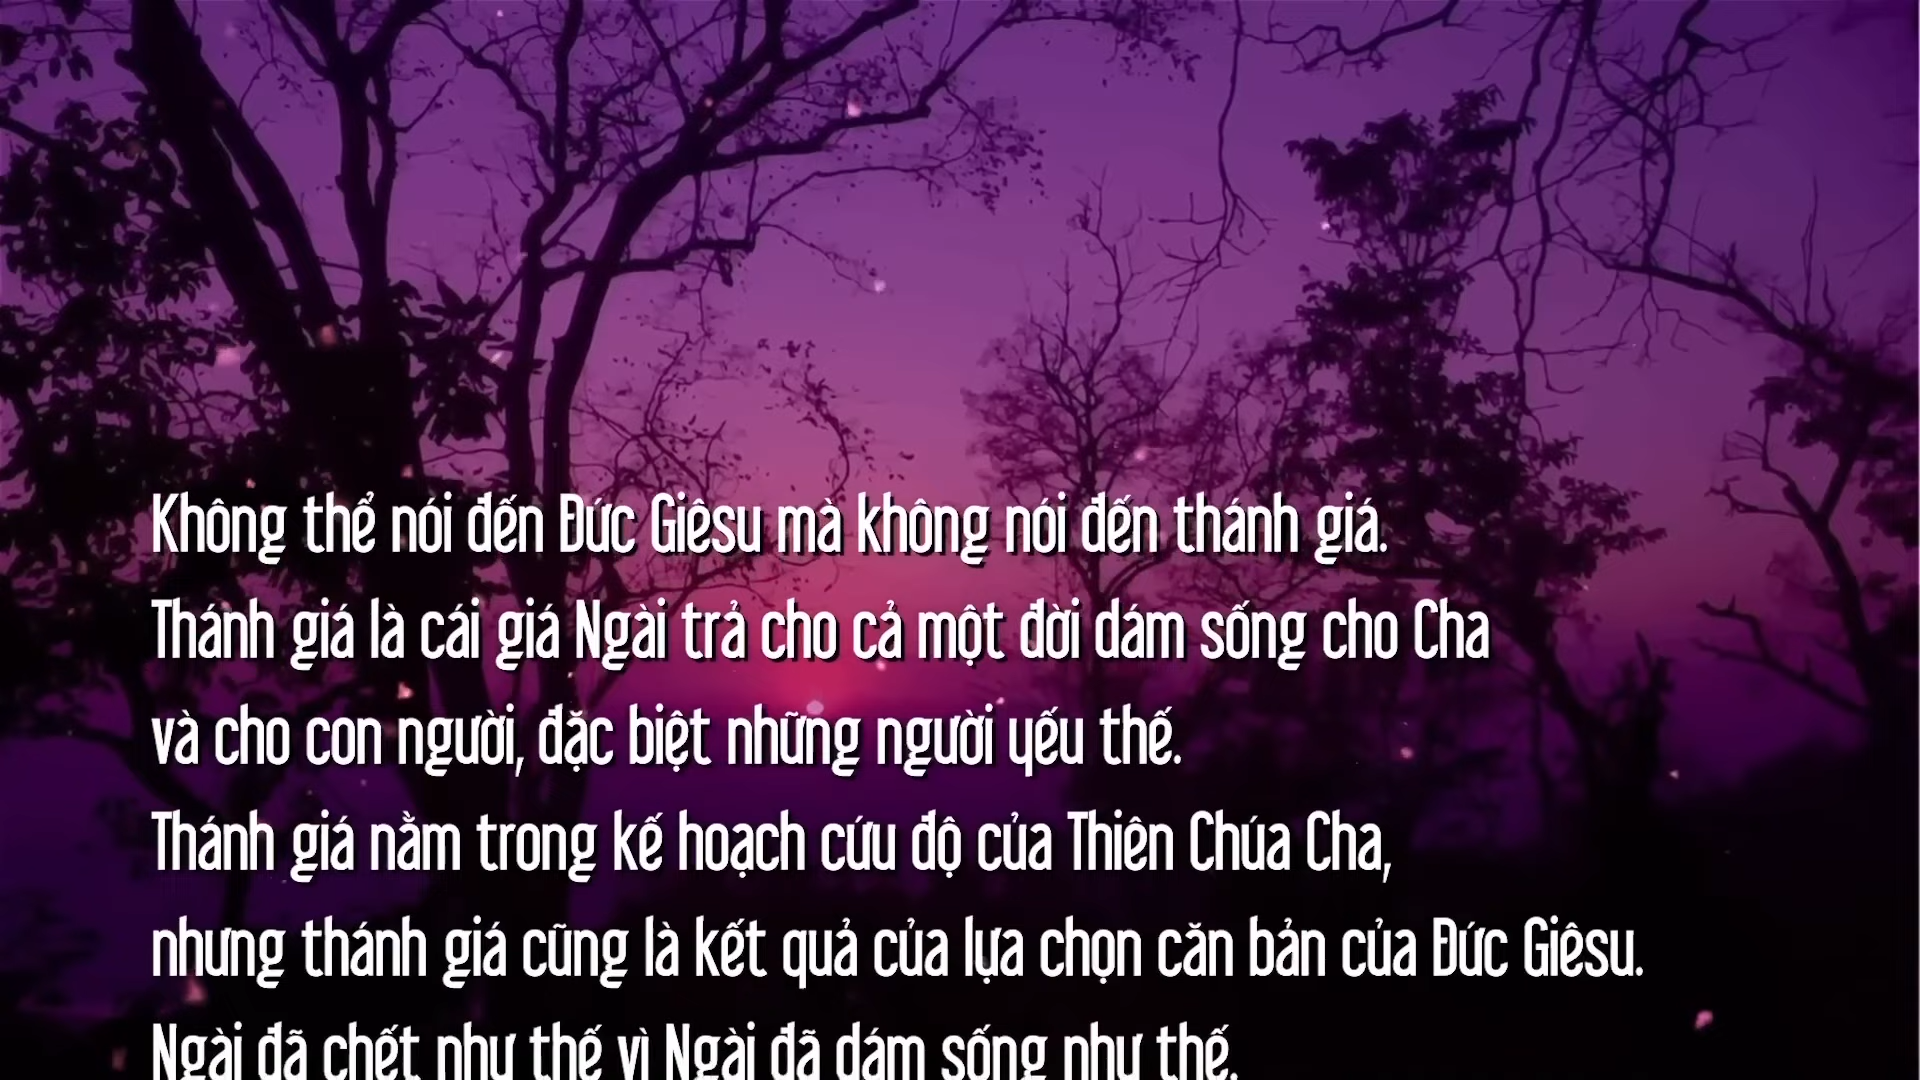 Không thể nói đến Đức Giêsu mà không nói đến thánh giá.
Thánh giá là cái giá Ngài trả cho cả một đời dám sống cho Cha
và cho con người, đặc biệt những người yếu thế.
Thánh giá nằm trong kế hoạch cứu độ của Thiên Chúa Cha,
nhưng thánh giá cũng là kết quả của lựa chọn căn bản của Đức Giêsu.
Ngài đã chết như thế vì Ngài đã dám sống như thế.